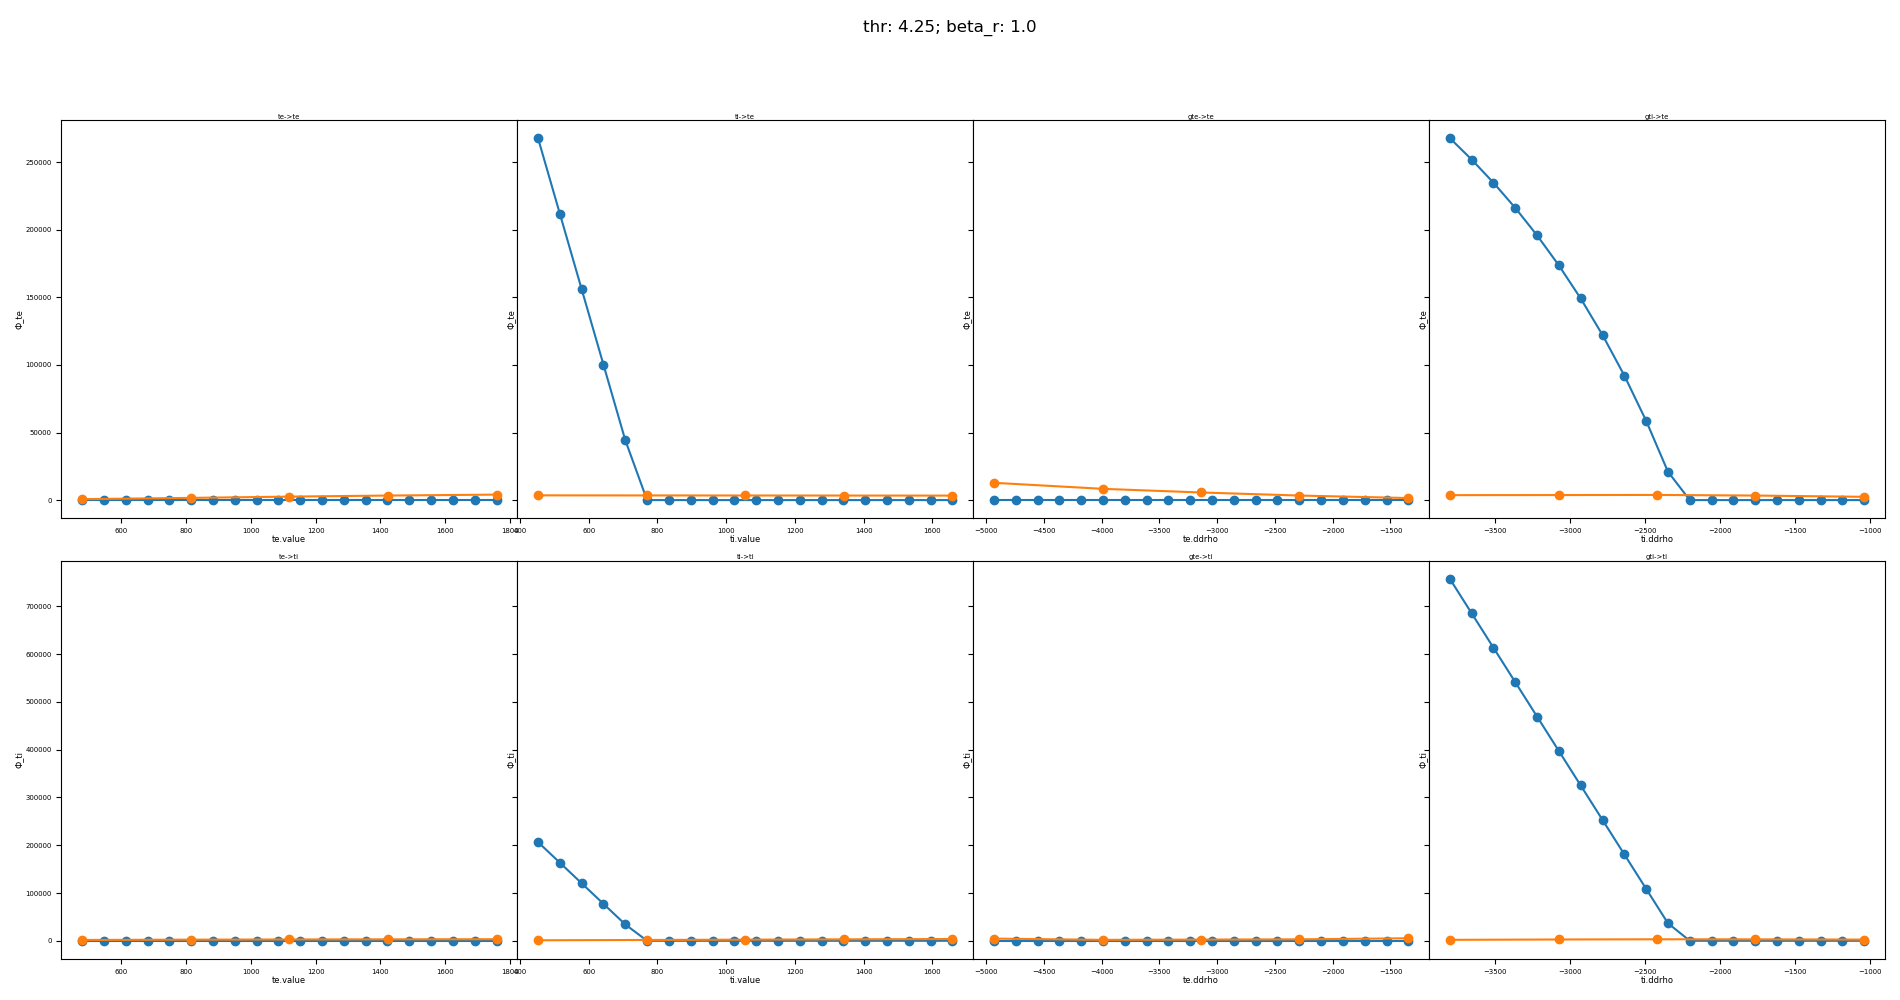 thr: 4.25; beta_r: 1.0
te->te
ti->te
gte->te
gti->te
250000
200000
150000
100000
50000
0
Φ_te
Φ_te
Φ_te
Φ_te
600 800 1000 1200 1400 1600 1800
400 600 800 1000 1200 1400 1600
−5000 −4500 −4000 −3500 −3000 −2500 −2000 −1500
−3500 −3000 −2500 −2000 −1500 −1000
te.value
ti.value
te.ddrho
ti.ddrho
te->ti
ti->ti
gte->ti
gti->ti
700000
600000
500000
400000
300000
200000
100000
0
Φ_ti
Φ_ti
Φ_ti
Φ_ti
600 800 1000 1200 1400 1600 1800
400 600 800 1000 1200 1400 1600
−5000 −4500 −4000 −3500 −3000 −2500 −2000 −1500
−3500 −3000 −2500 −2000 −1500 −1000
te.value
ti.value
te.ddrho
ti.ddrho